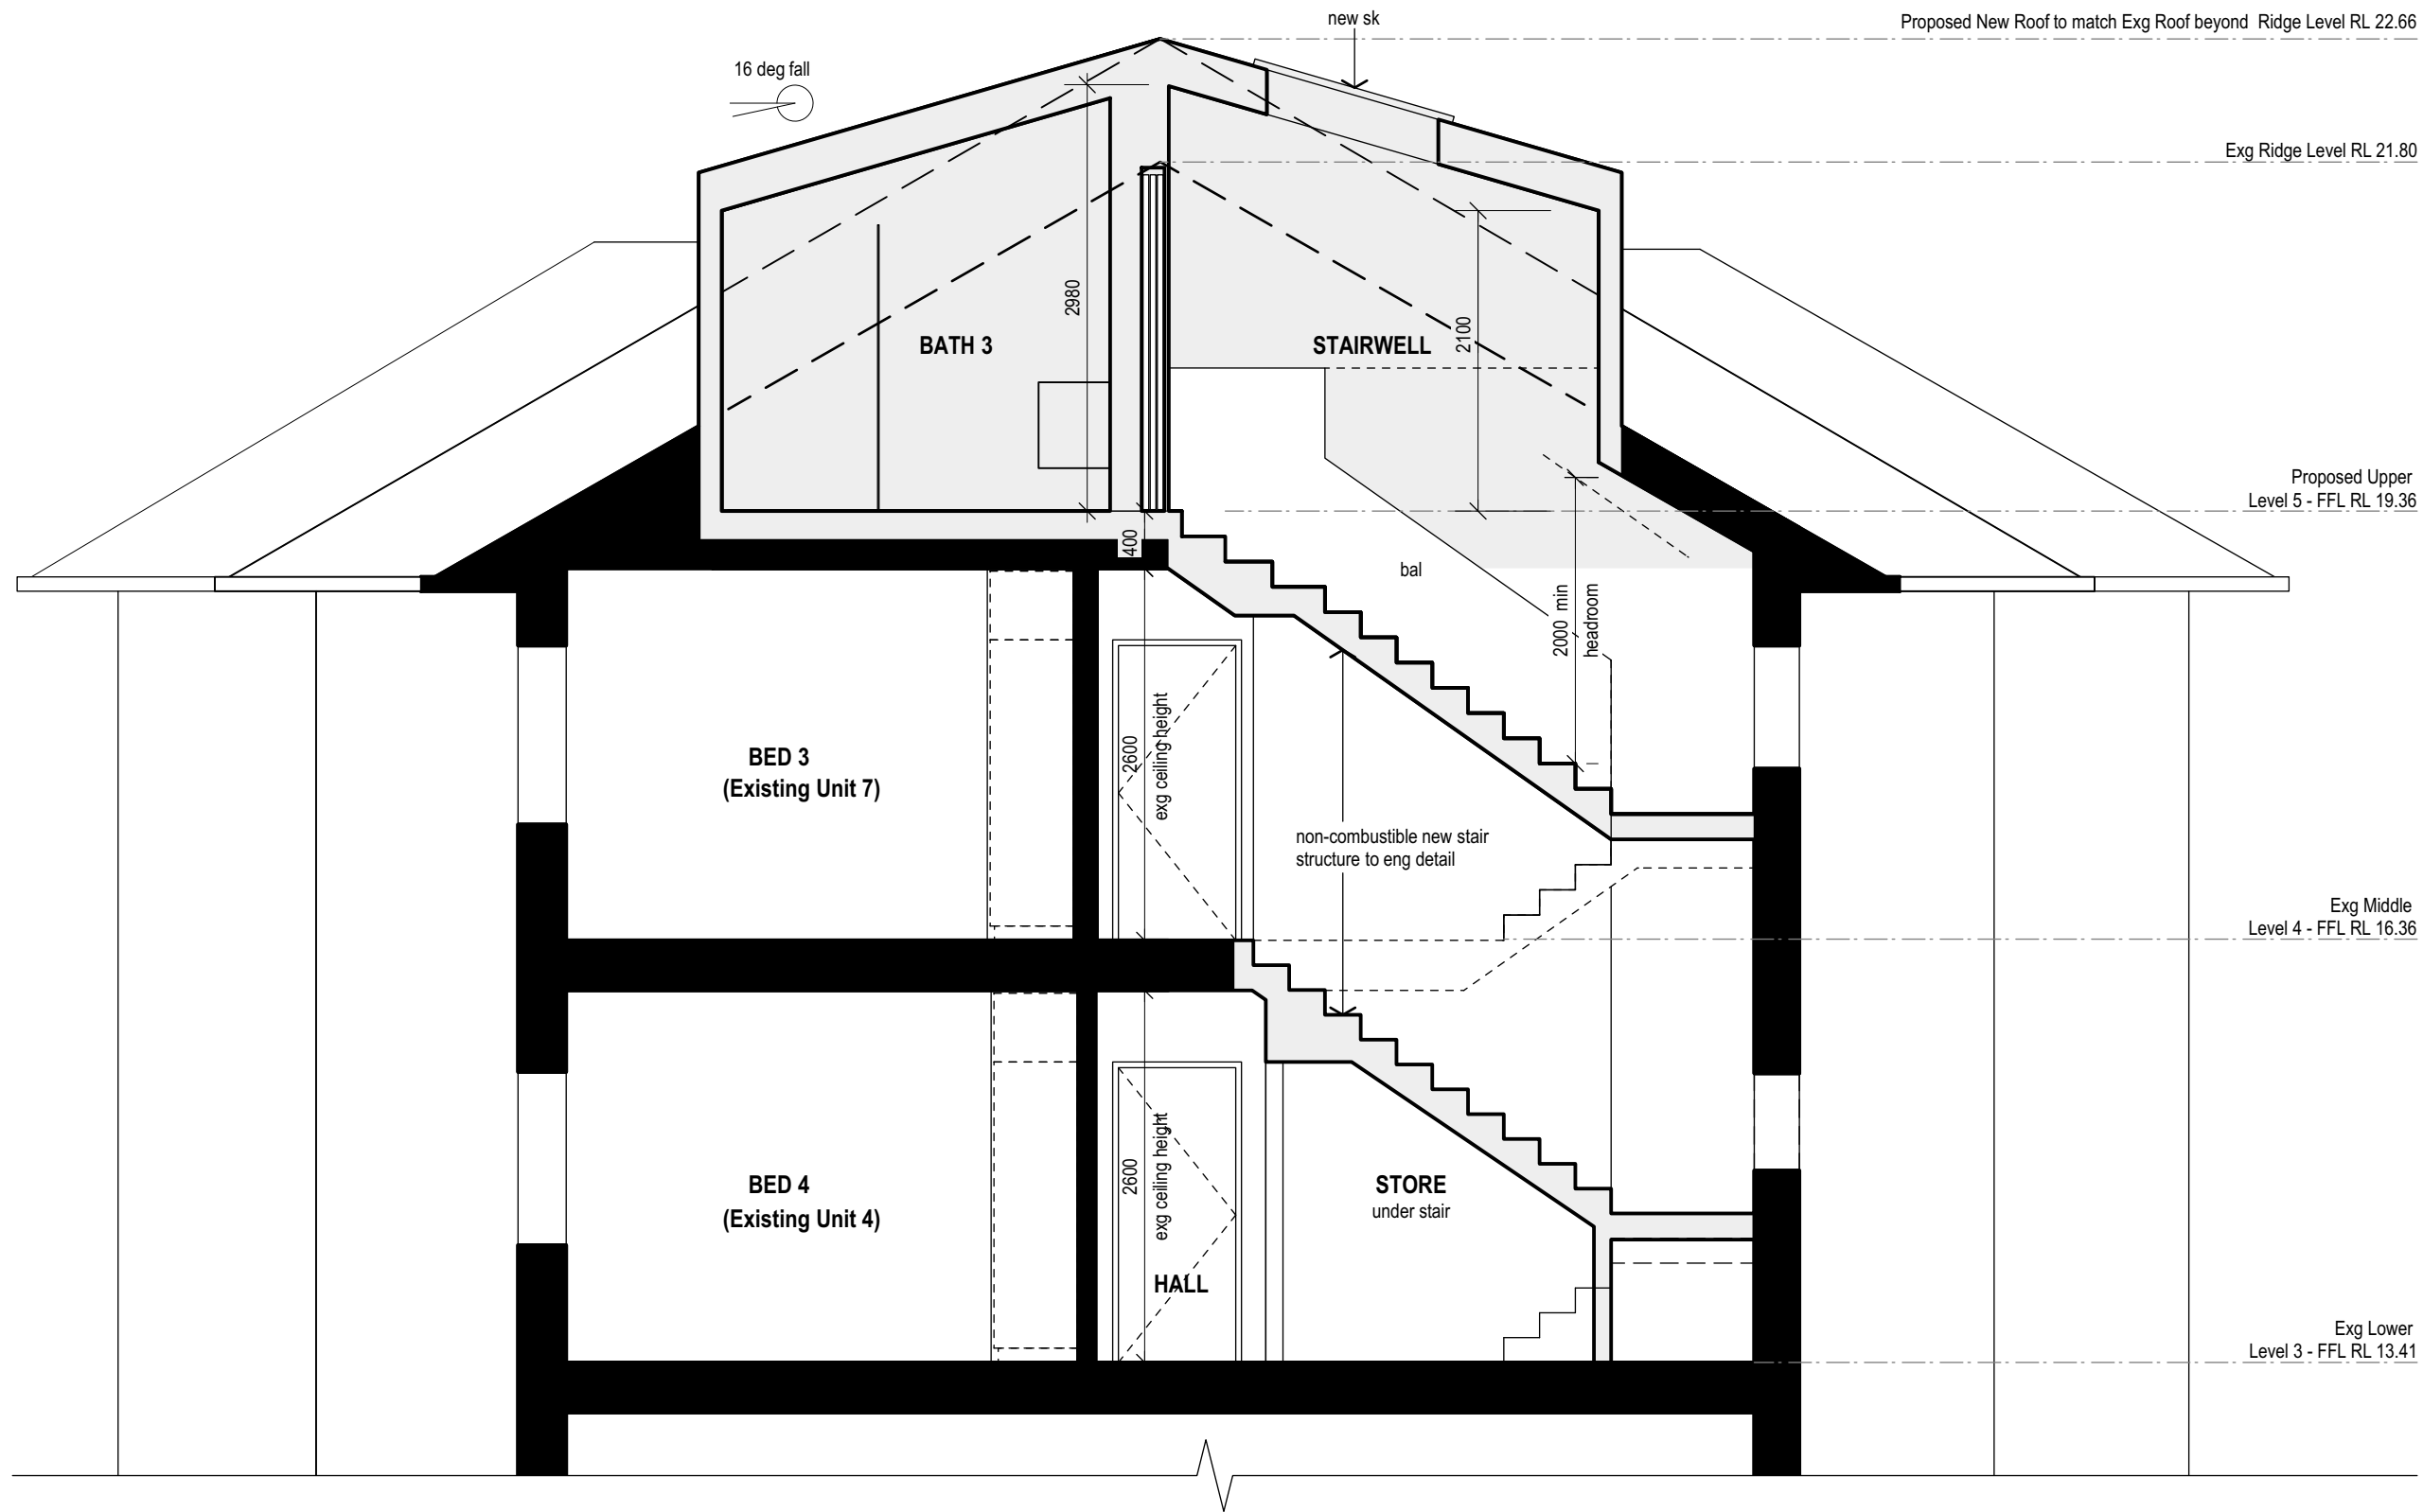 new sk
Proposed New Roof to match Exg Roof beyond  Ridge Level RL 22.66
16 deg fall
Exg Ridge Level RL 21.80
2980
2100
BATH 3
STAIRWELL
Proposed Upper
Level 5 - FFL RL 19.36
400
bal
2000 min
headroom
2600
exg ceiling height
BED 3
(Existing Unit 7)
non-combustible new stair
structure to eng detail
Exg Middle
Level 4 - FFL RL 16.36
2600
exg ceiling height
BED 4
(Existing Unit 4)
STORE
under stair
HALL
Exg Lower
Level 3 - FFL RL 13.41